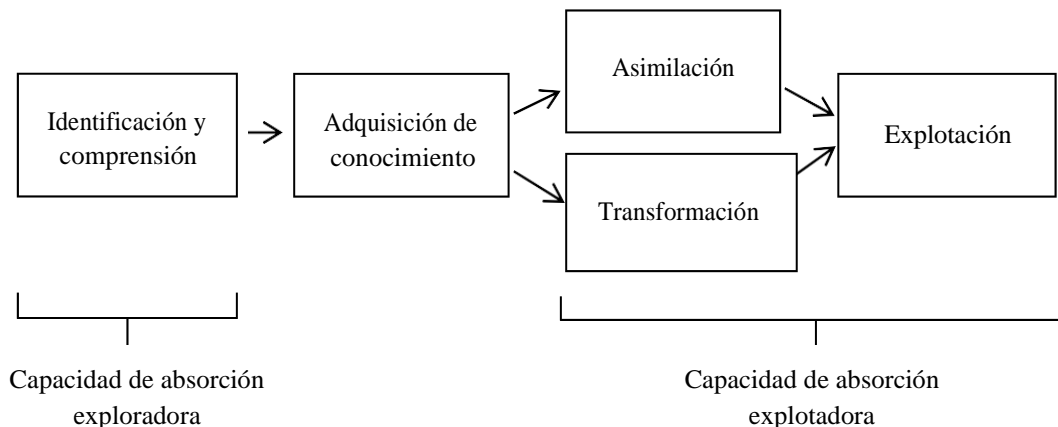 Identificación y
comprensión
Adquisición de
conocimiento
Asimilación
Transformación
Explotación
Capacidad de absorción
exploradora
Capacidad de absorción
explotadora